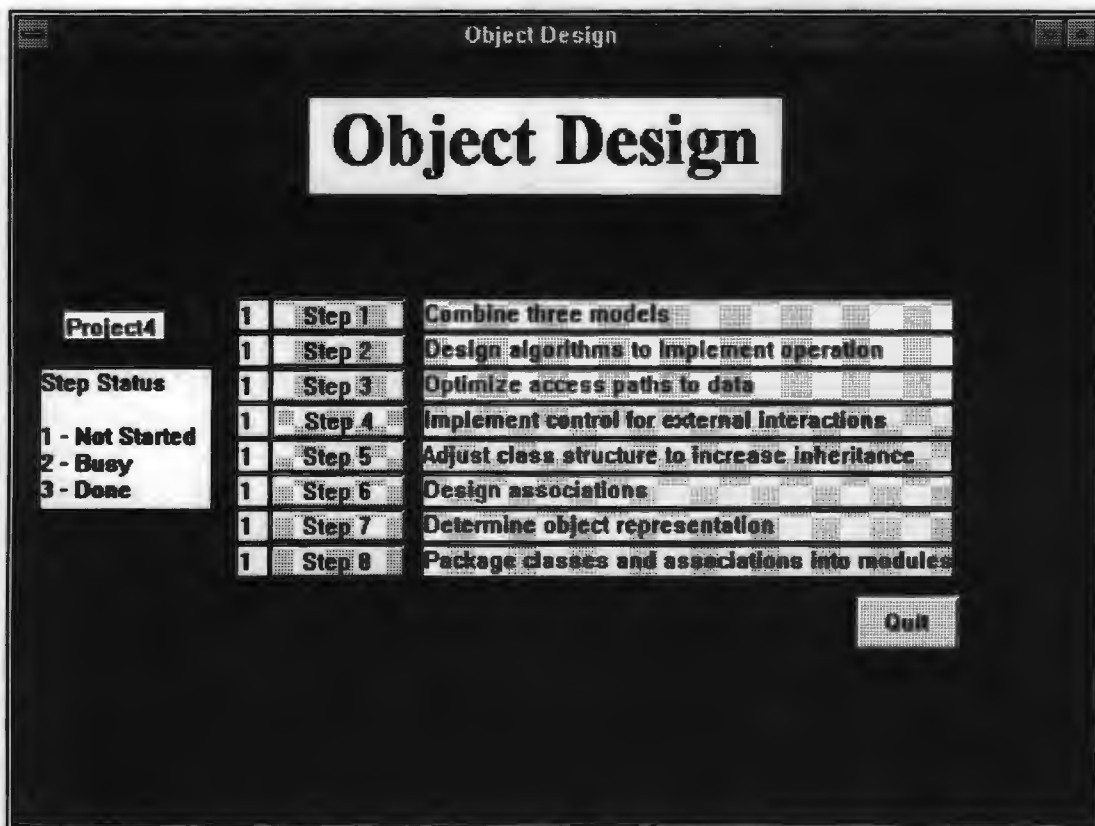 Object Design
Object Design
Project4
Step Status
1 - Not Started
2 - Busy
3 - Done
1 Step 1 Combine three models
1 Step 2 Design algorithms to implement operation
1 Step 3 Optimize access paths to data
1 Step 4 Implement control for external interactions
1 Step 5 Adjust class structure to increase inheritance
1 Step 6 Design associations
1 Step 7 Determine object representation
1 Step 8 Package classes and associations into modules
Quit